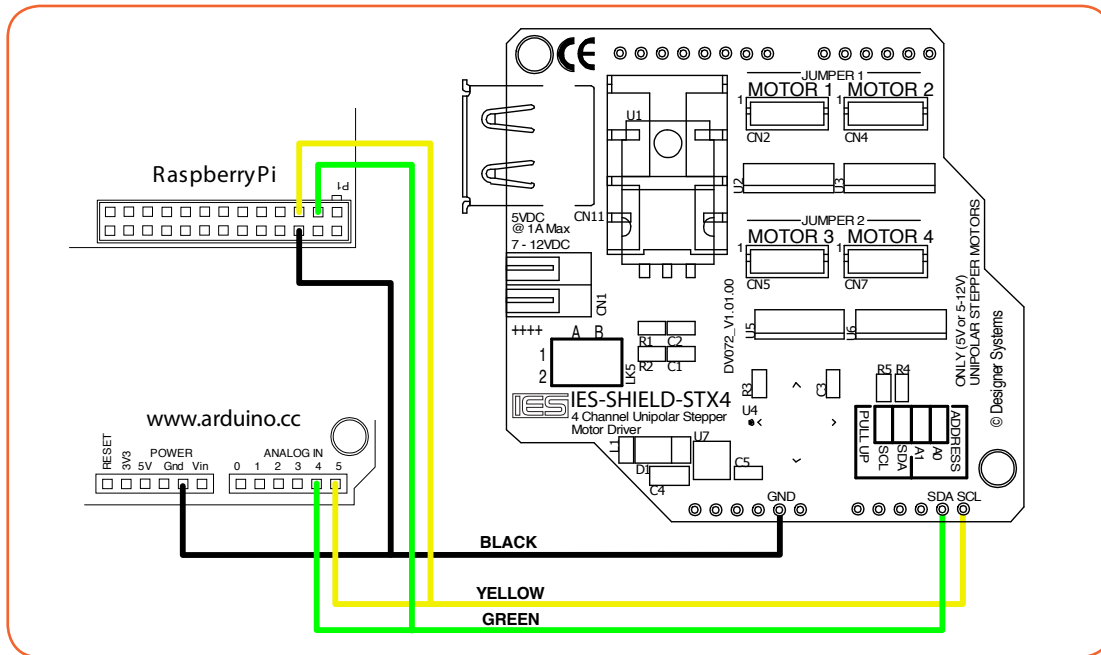 CE
JUMPER 1
MOTOR 1 MOTOR 2
1 1
CN2 CN4
U1
U2 U3
RaspberryPi
P1
CN11
5VDC
@ 1A Max
7 - 12VDC
CN1
JUMPER 2
MOTOR 3 MOTOR 4
1 1
CN5 CN7
U5 U6
DV072_V1.01.00
ONLY (5V or 5-12V)
UNIPOLAR STEPPER MOTORS
© Designer Systems
++++ A B
1
2
LK5
R1 C2
R2 C1
R3 C3 R5 R4
U4
IES IES-SHIELD-STX4
4 Channel Unipolar Stepper
Motor Driver
L1 D1 C4 U7 C5
PULL UP
SCL SDA A1 A0
ADDRESS
www.arduino.cc
POWER ANALOG IN
RESET 3V3 5V Gnd Vin 0 1 2 3 4 5
GND SDA SCL
BLACK
YELLOW
GREEN